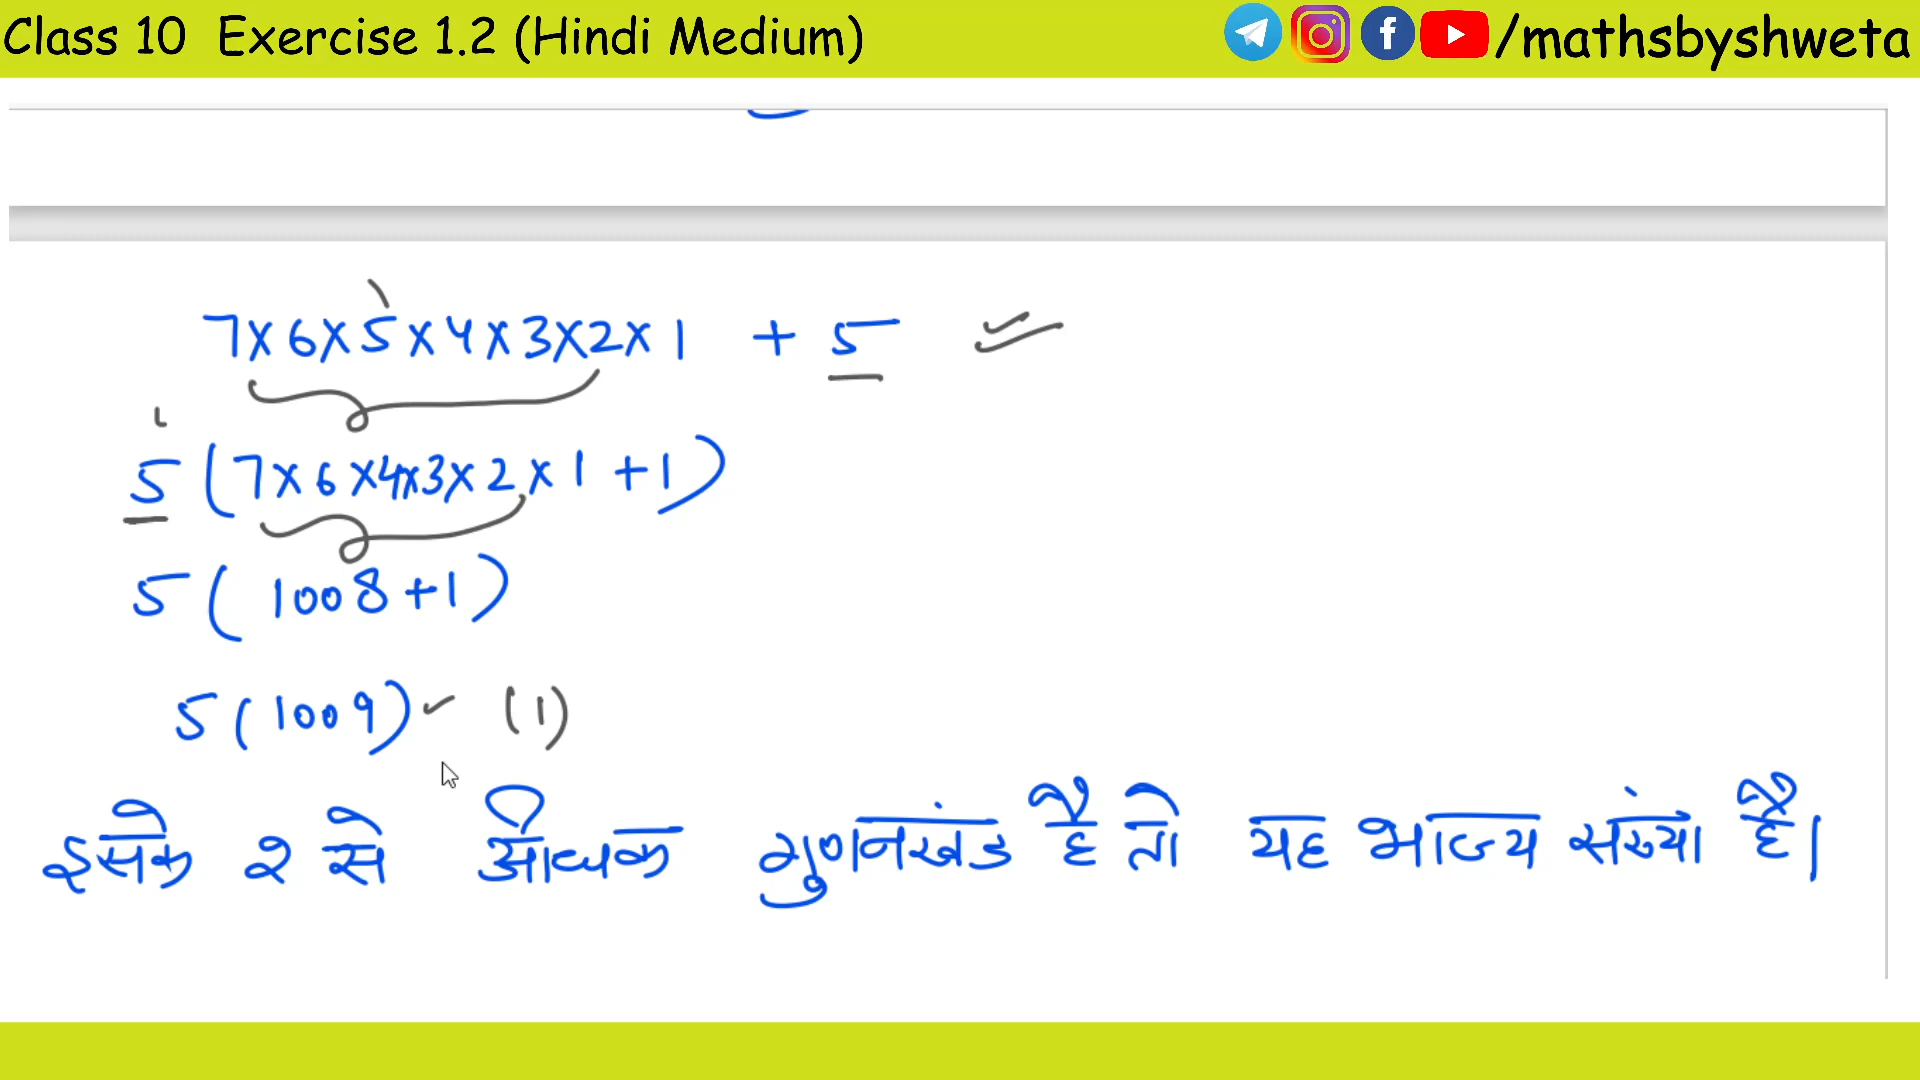 Class 10 Exercise 1.2 (Hindi Medium) /mathsbyshweta
7×6×5×4×3×2×1 + 5
5 (7×6×4×3×2×1+1)
5 ( 1008+1)
5 (1009) (1)
इसके २ से अधिक गुणनखंड है तो यह भाज्य संख्या है।